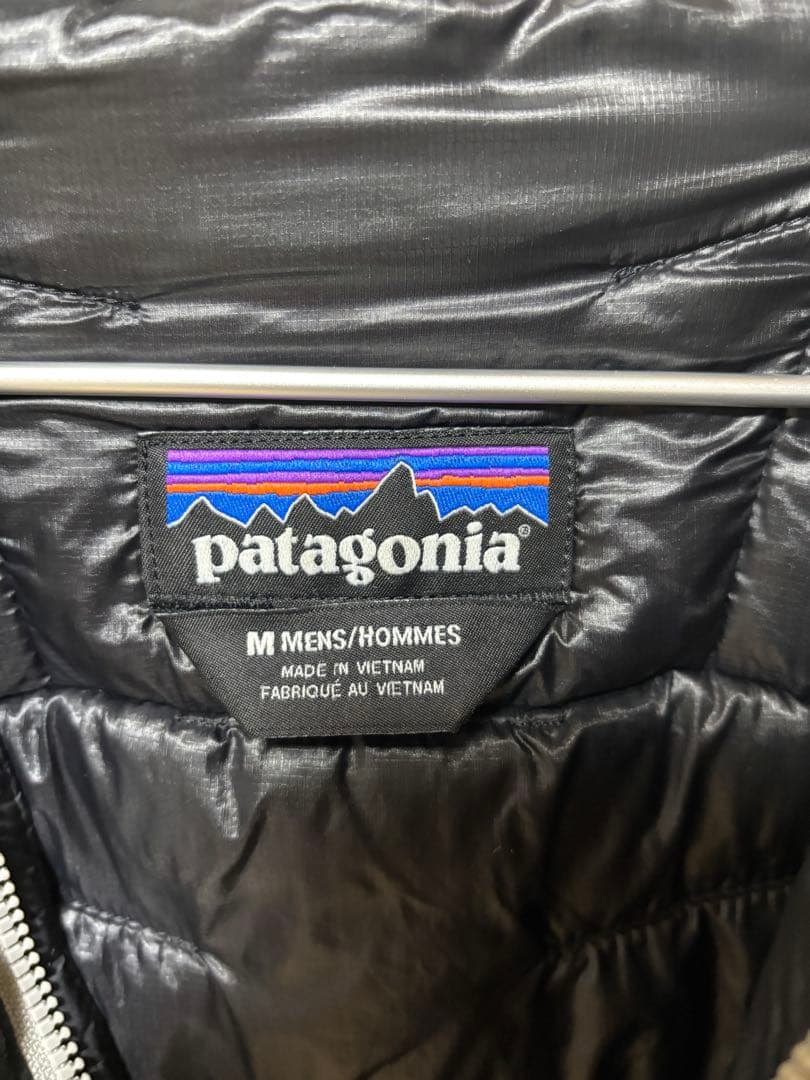 patagonia®
M MENS/HOMMES
MADE IN VIETNAM
FABRIQUÉ AU VIETNAM